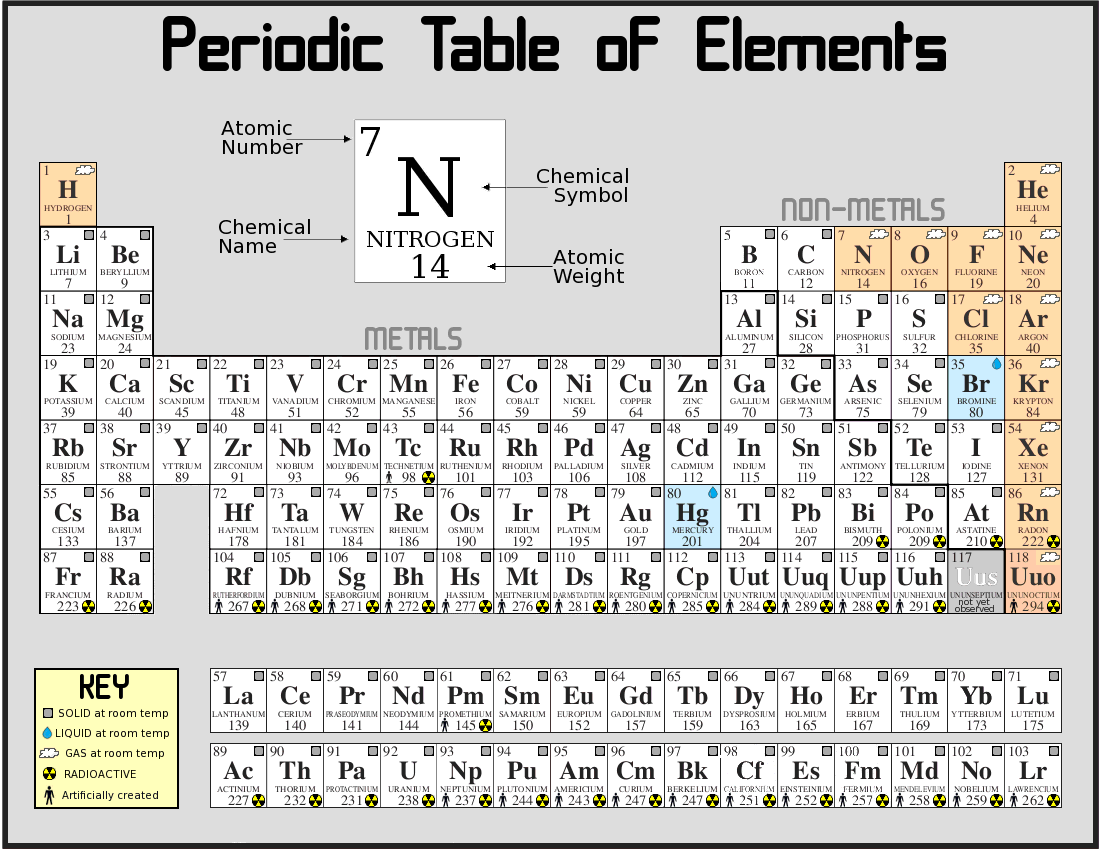 Periodic Table of Elements
Atomic Number
7
N
NITROGEN
14
Chemical Symbol
Chemical Name
Atomic Weight
METALS
NON-METALS
1 H HYDROGEN 1
2 He HELIUM 4
3 Li LITHIUM 7
4 Be BERYLLIUM 9
5 B BORON 11
6 C CARBON 12
7 N NITROGEN 14
8 O OXYGEN 16
9 F FLUORINE 19
10 Ne NEON 20
11 Na SODIUM 23
12 Mg MAGNESIUM 24
13 Al ALUMINUM 27
14 Si SILICON 28
15 P PHOSPHORUS 31
16 S SULFUR 32
17 Cl CHLORINE 35
18 Ar ARGON 40
19 K POTASSIUM 39
20 Ca CALCIUM 40
21 Sc SCANDIUM 45
22 Ti TITANIUM 48
23 V VANADIUM 51
24 Cr CHROMIUM 52
25 Mn MANGANESE 55
26 Fe IRON 56
27 Co COBALT 59
28 Ni NICKEL 59
29 Cu COPPER 64
30 Zn ZINC 65
31 Ga GALLIUM 70
32 Ge GERMANIUM 73
33 As ARSENIC 75
34 Se SELENIUM 79
35 Br BROMINE 80
36 Kr KRYPTON 84
37 Rb RUBIDIUM 85
38 Sr STRONTIUM 88
39 Y YTTRIUM 89
40 Zr ZIRCONIUM 91
41 Nb NIOBIUM 93
42 Mo MOLYBDENUM 96
43 Tc TECHNETIUM 98
44 Ru RUTHENIUM 101
45 Rh RHODIUM 103
46 Pd PALLADIUM 106
47 Ag SILVER 108
48 Cd CADMIUM 112
49 In INDIUM 115
50 Sn TIN 119
51 Sb ANTIMONY 122
52 Te TELLURIUM 128
53 I IODINE 127
54 Xe XENON 131
55 Cs CESIUM 133
56 Ba BARIUM 137
72 Hf HAFNIUM 178
73 Ta TANTALUM 181
74 W TUNGSTEN 184
75 Re RHENIUM 186
76 Os OSMIUM 190
77 Ir IRIDIUM 192
78 Pt PLATINUM 195
79 Au GOLD 197
80 Hg MERCURY 201
81 Tl THALLIUM 204
82 Pb LEAD 207
83 Bi BISMUTH 209
84 Po POLONIUM 209
85 At ASTATINE 210
86 Rn RADON 222
87 Fr FRANCIUM 223
88 Ra RADIUM 226
104 Rf RUTHERFORDIUM 267
105 Db DUBNIUM 268
106 Sg SEABORGIUM 271
107 Bh BOHRIUM 272
108 Hs HASSIUM 277
109 Mt MEITNERIUM 276
110 Ds DARMSTADTIUM 281
111 Rg ROENTGENIUM 280
112 Cp COPERNICIUM 285
113 Uut UNUNTRIUM 284
114 Uuq UNUNQUADIUM 289
115 Uup UNUNPENTIUM 288
116 Uuh UNUNHEXIUM 291
117 Uus UNUNSEPTIUM not yet observed
118 Uuo UNUNOCTIUM 294
KEY
SOLID at room temp
LIQUID at room temp
GAS at room temp
RADIOACTIVE
Artificially created
57 La LANTHANUM 139
58 Ce CERIUM 140
59 Pr PRASEODYMIUM 141
60 Nd NEODYMIUM 144
61 Pm PROMETHIUM 145
62 Sm SAMARIUM 150
63 Eu EUROPIUM 152
64 Gd GADOLINIUM 157
65 Tb TERBIUM 159
66 Dy DYSPROSIUM 163
67 Ho HOLMIUM 165
68 Er ERBIUM 167
69 Tm THULIUM 169
70 Yb YTTERBIUM 173
71 Lu LUTETIUM 175
89 Ac ACTINIUM 227
90 Th THORIUM 232
91 Pa PROTACTINIUM 231
92 U URANIUM 238
93 Np NEPTUNIUM 237
94 Pu PLUTONIUM 244
95 Am AMERICIUM 243
96 Cm CURIUM 247
97 Bk BERKELIUM 247
98 Cf CALIFORNIUM 251
99 Es EINSTEINIUM 252
100 Fm FERMIUM 257
101 Md MENDELEVIUM 258
102 No NOBELIUM 259
103 Lr LAWRENCIUM 262